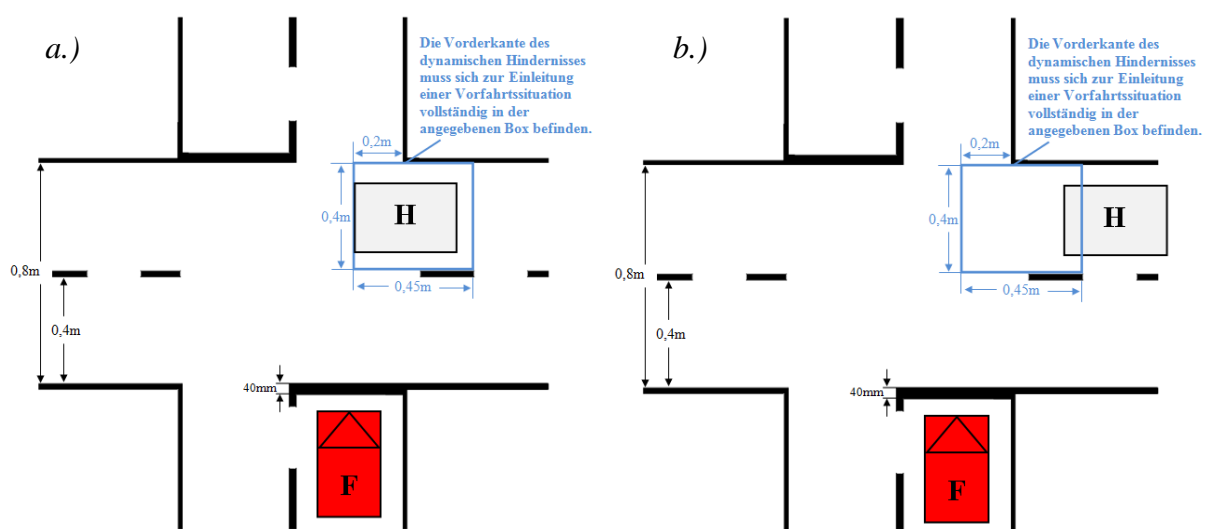 a.)
Die Vorderkante des
dynamischen Hindernisses
muss sich zur Einleitung
einer Vorfahrtssituation
vollständig in der
angegebenen Box befinden.
0,2m
0,4m
H
0,8m
0,45m
0,4m
40mm
F
b.)
Die Vorderkante des
dynamischen Hindernisses
muss sich zur Einleitung
einer Vorfahrtssituation
vollständig in der
angegebenen Box befinden.
0,2m
0,4m
H
0,8m
0,45m
0,4m
40mm
F